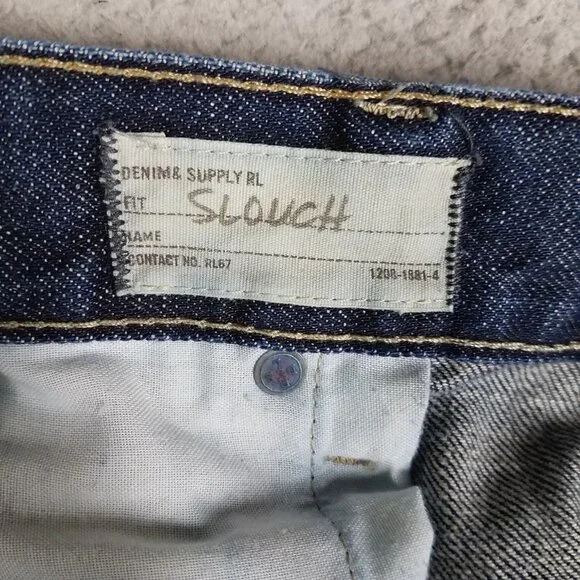 DENIM & SUPPLY RL
FIT SLOUCH
NAME
CONTACT NO. RL67 1208-1881-4